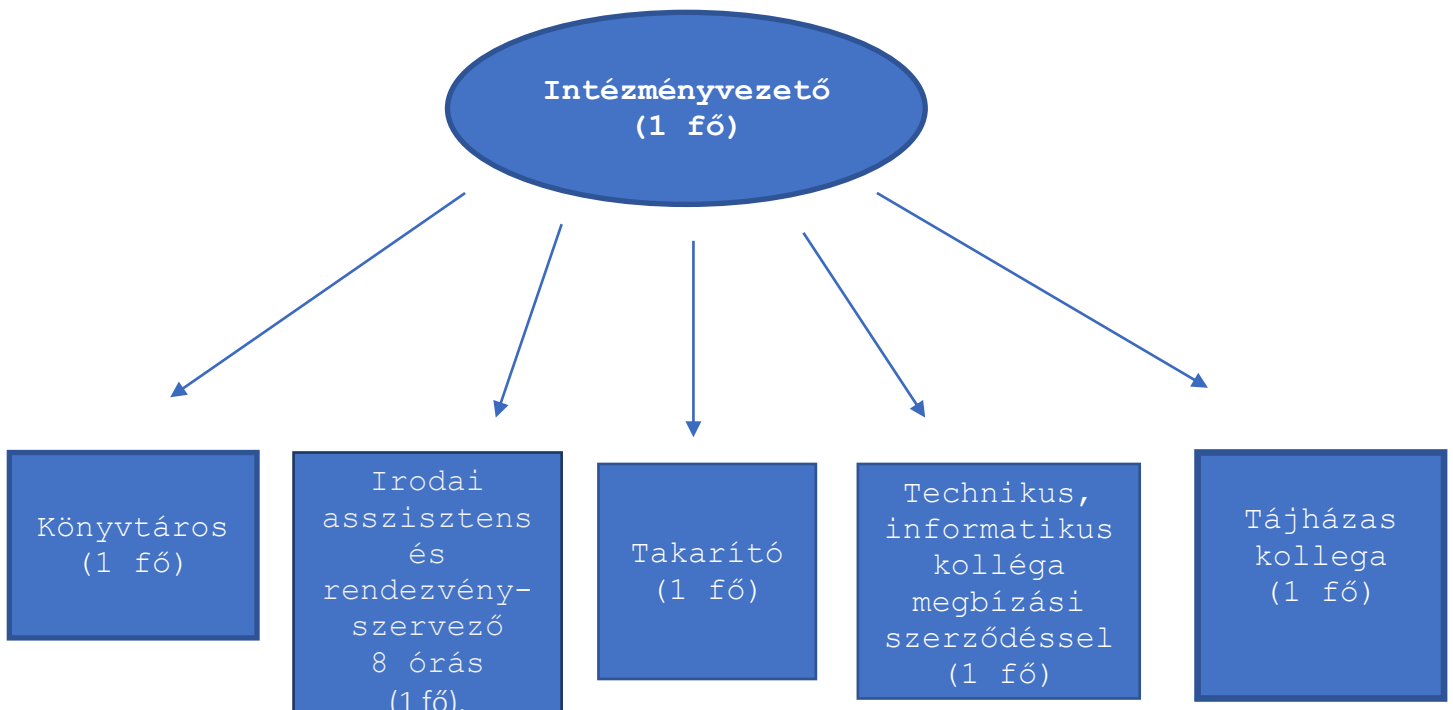 Intézményvezető
(1 fő)
Könyvtáros
(1 fő)
Irodai
asszisztens
és
rendezvény-
szervező
8 órás
(1 fő).
Takarító
(1 fő)
Technikus,
informatikus
kolléga
megbízási
szerződéssel
(1 fő)
Tájházas
kollega
(1 fő)